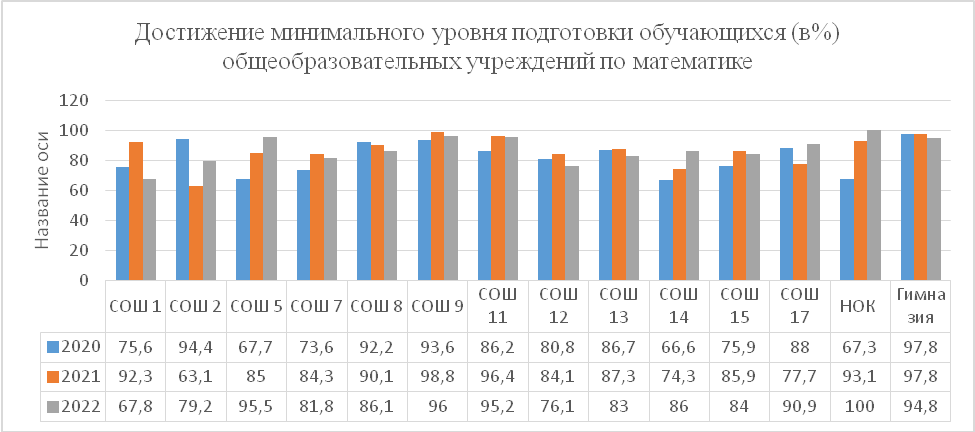 Достижение минимального уровня подготовки обучающихся (в%)
общеобразовательных учреждений по математике
120
100
80
60
40
20
0
Название оси
СОШ 1 СОШ 2 СОШ 5 СОШ 7 СОШ 8 СОШ 9 СОШ 11 СОШ 12 СОШ 13 СОШ 14 СОШ 15 СОШ 17 НОК Гимназия
2020 75,6 94,4 67,7 73,6 92,2 93,6 86,2 80,8 86,7 66,6 75,9 88 67,3 97,8
2021 92,3 63,1 85 84,3 90,1 98,8 96,4 84,1 87,3 74,3 85,9 77,7 93,1 97,8
2022 67,8 79,2 95,5 81,8 86,1 96 95,2 76,1 83 86 84 90,9 100 94,8